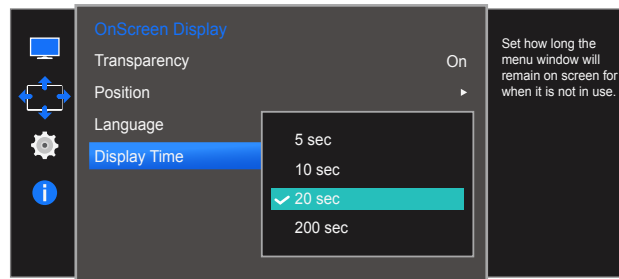 OnScreen Display
Transparency On
Position
Language
Display Time
5 sec
10 sec
20 sec
200 sec
Set how long the
menu window will
remain on screen for
when it is not in use.